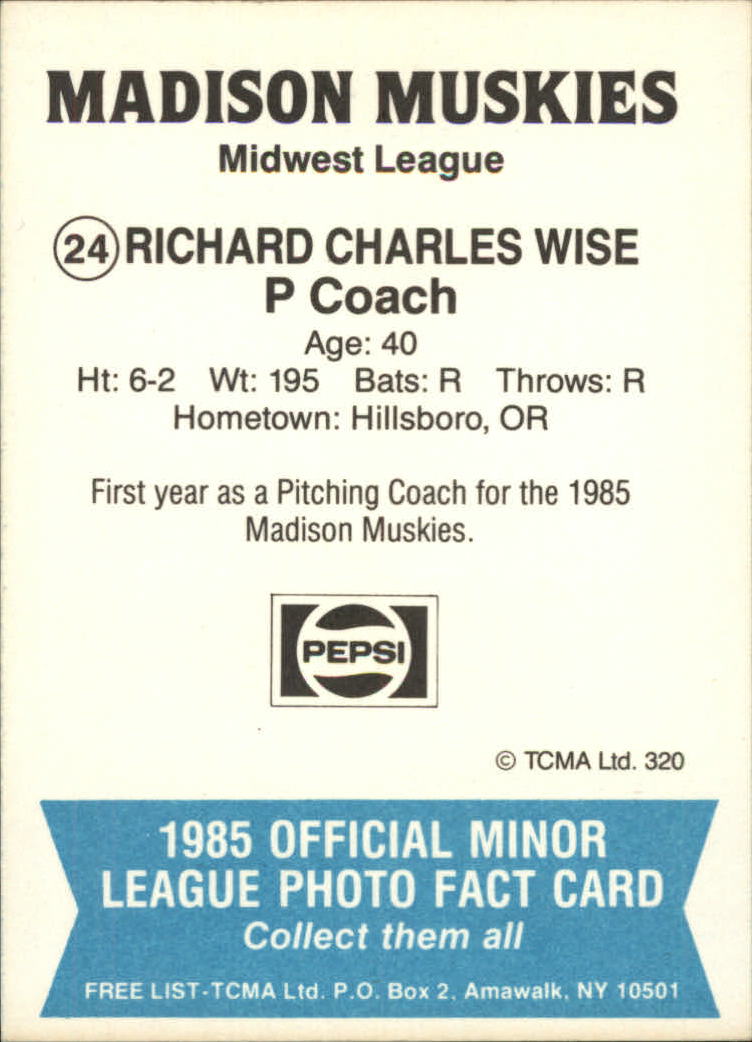 MADISON MUSKIES
Midwest League
24 RICHARD CHARLES WISE
P Coach
Age: 40
Ht: 6-2 Wt: 195 Bats: R Throws: R
Hometown: Hillsboro, OR
First year as a Pitching Coach for the 1985
Madison Muskies.
PEPSI
© TCMA Ltd. 320
1985 OFFICIAL MINOR
LEAGUE PHOTO FACT CARD
Collect them all
FREE LIST-TCMA Ltd. P.O. Box 2, Amawalk, NY 10501